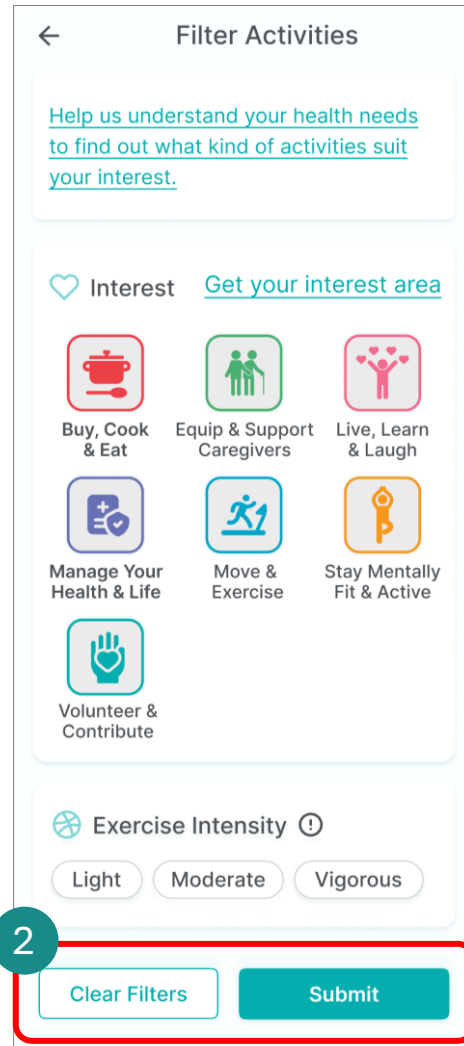 Filter Activities
Help us understand your health needs
to find out what kind of activities suit
your interest.
Interest
Get your interest area
Buy, Cook
& Eat
Equip & Support
Caregivers
Live, Learn
& Laugh
Manage Your
Health & Life
Move &
Exercise
Stay Mentally
Fit & Active
Volunteer &
Contribute
Exercise Intensity
Light
Moderate
Vigorous
2
Clear Filters
Submit